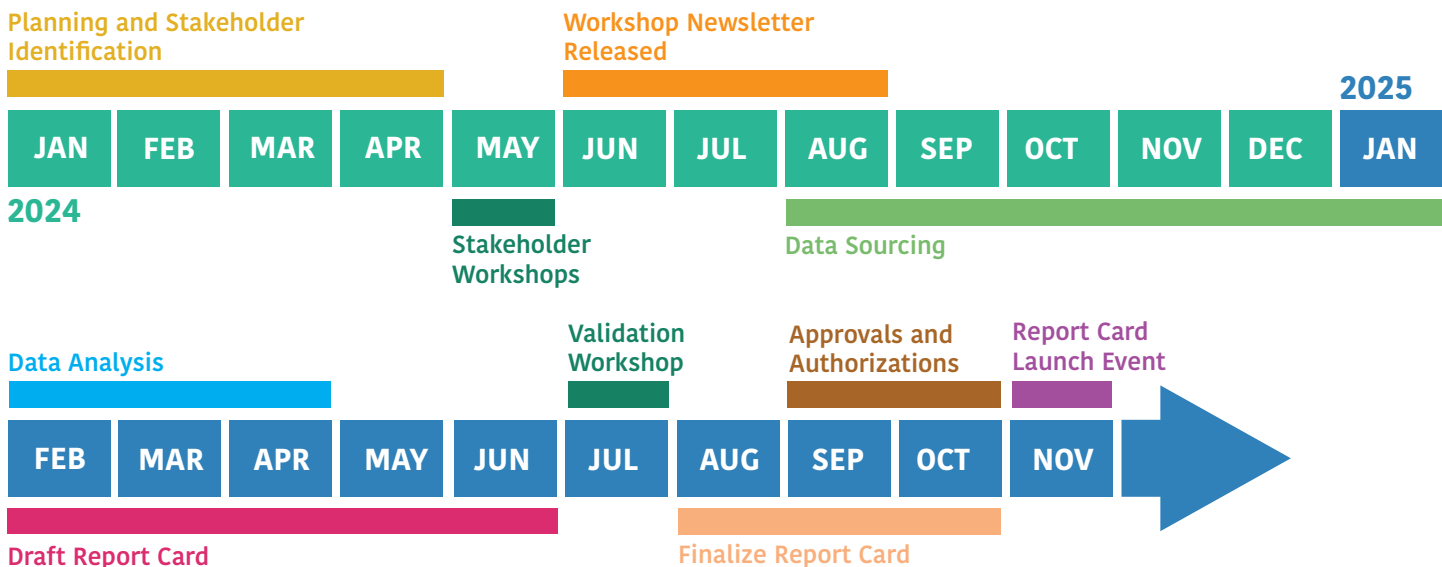 Planning and Stakeholder
Identification
Workshop Newsletter
Released
2025
JAN FEB MAR APR MAY JUN JUL AUG SEP OCT NOV DEC JAN
2024
Stakeholder
Workshops
Data Sourcing
Data Analysis
Validation
Workshop
Approvals and
Authorizations
Report Card
Launch Event
FEB MAR APR MAY JUN JUL AUG SEP OCT NOV
Draft Report Card
Finalize Report Card